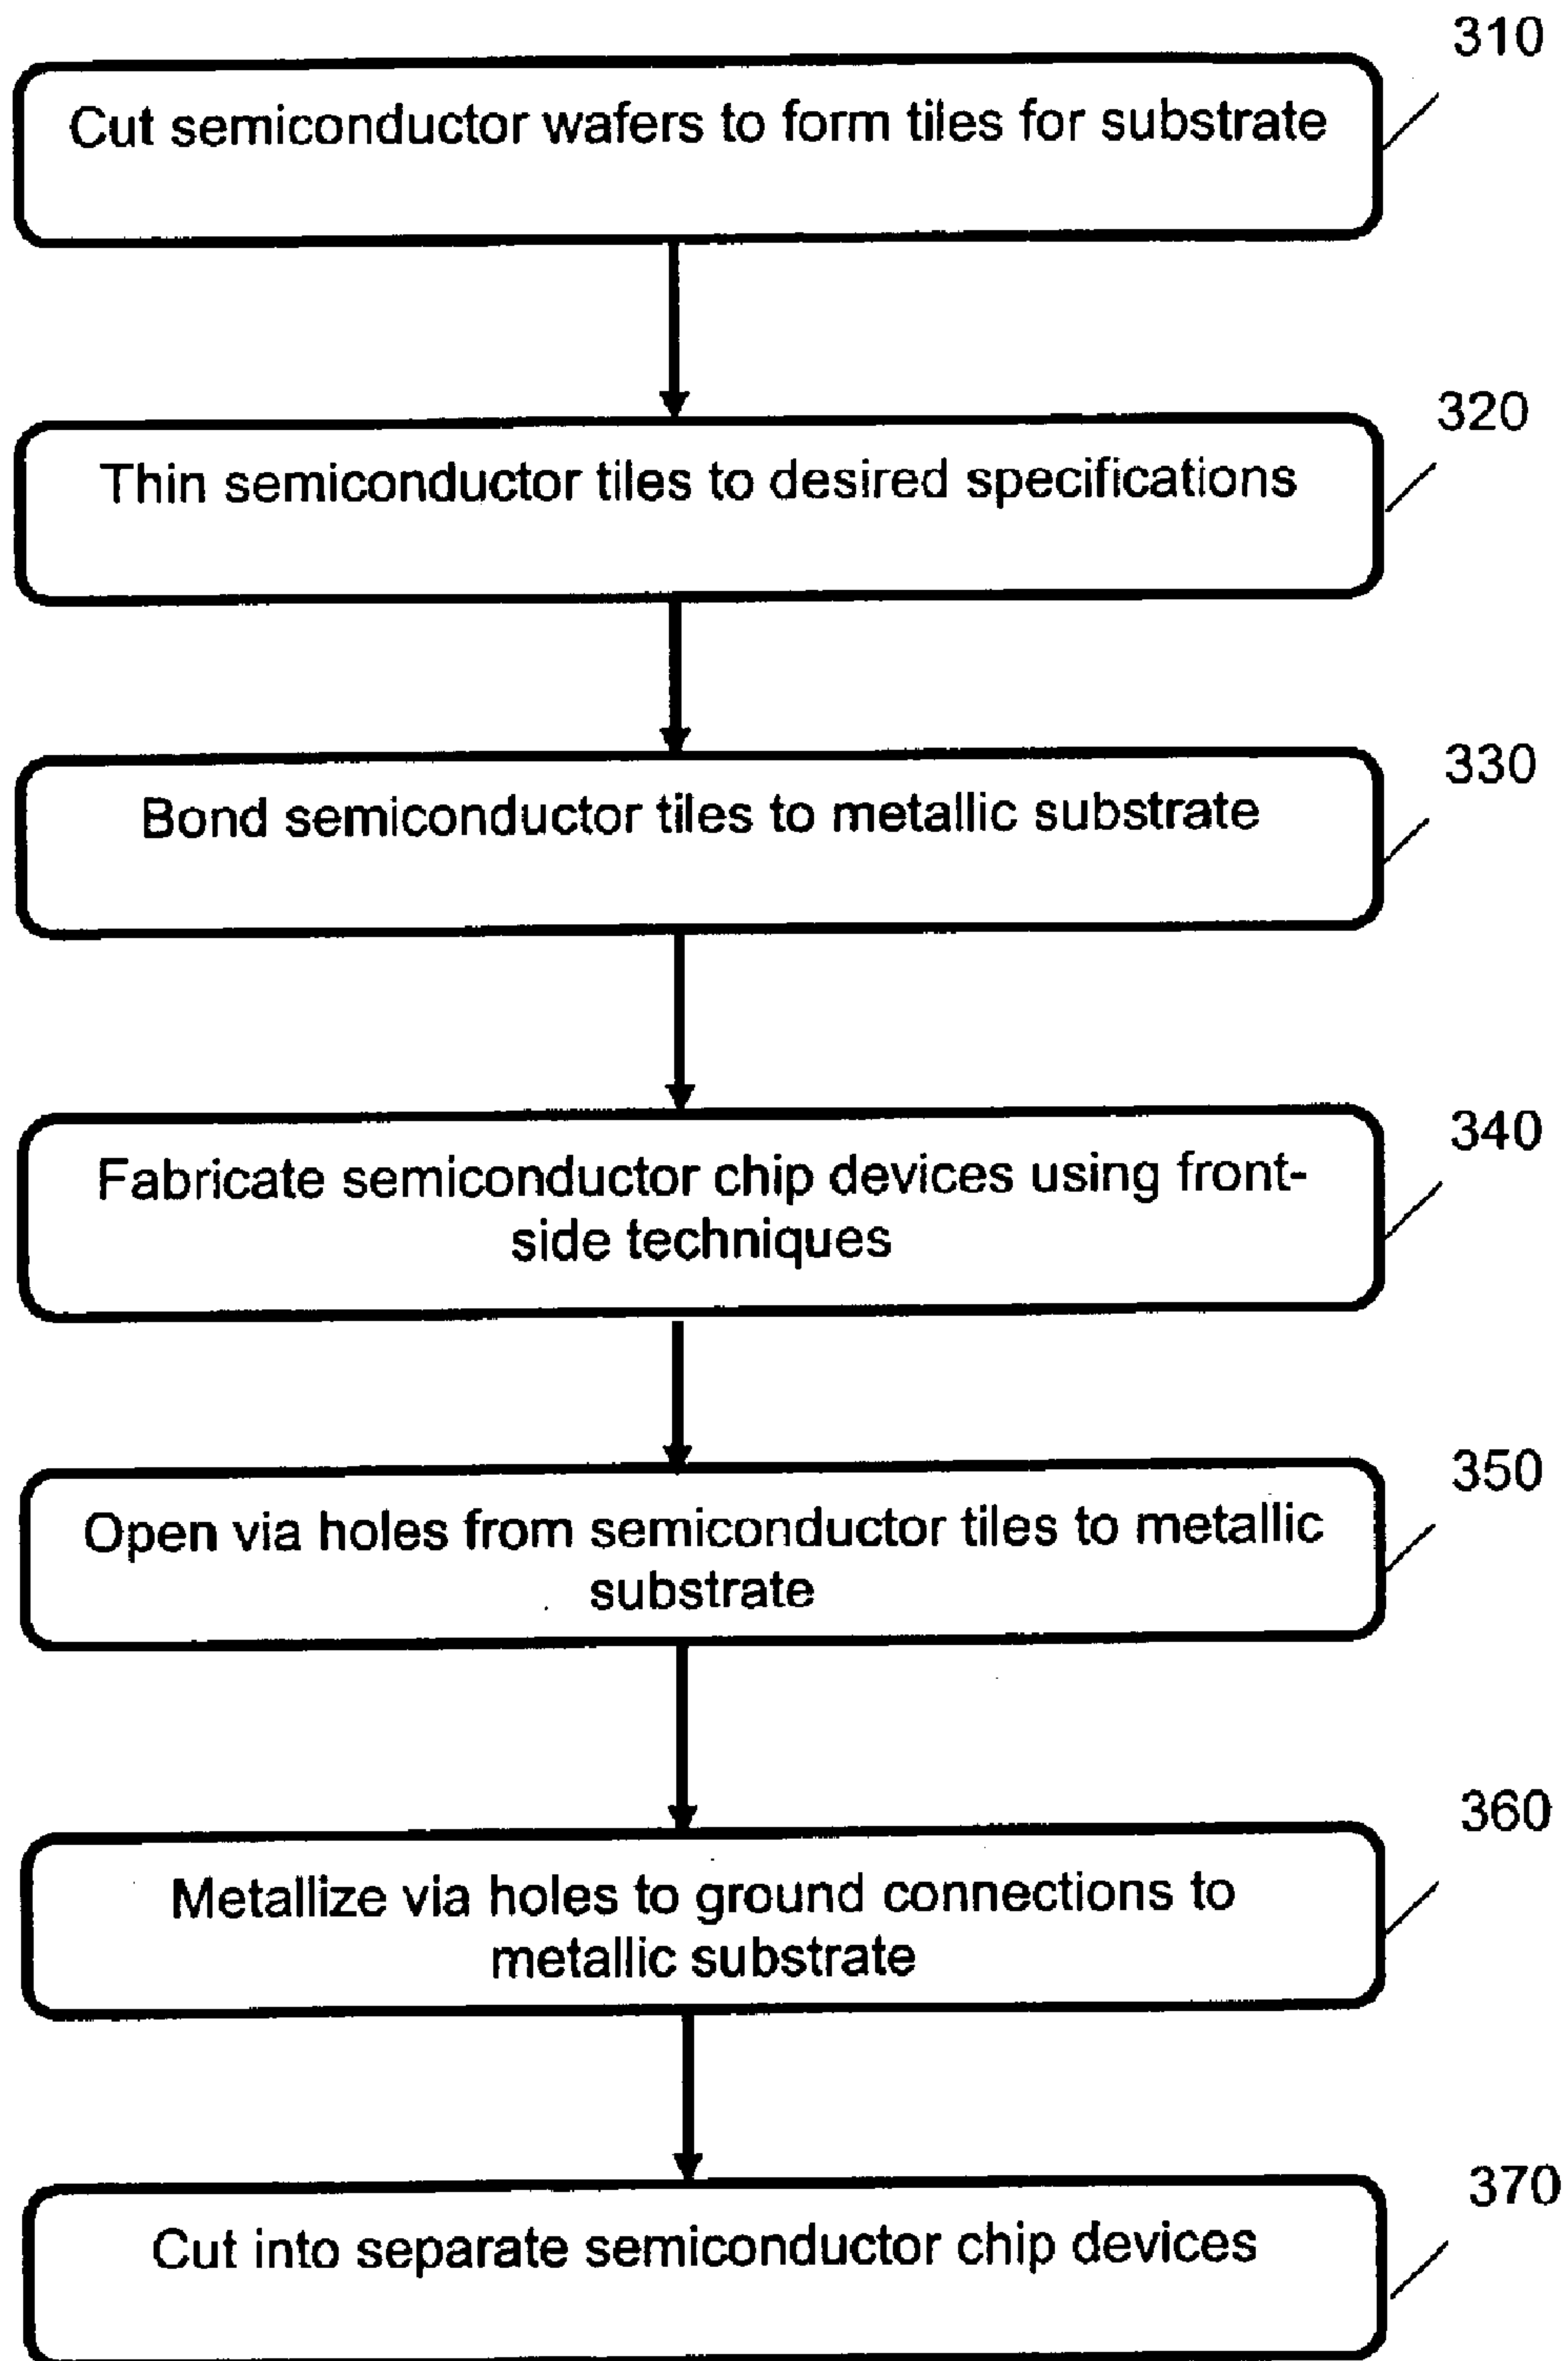 310
Cut semiconductor wafers to form tiles for substrate
320
Thin semiconductor tiles to desired specifications
330
Bond semiconductor tiles to metallic substrate
340
Fabricate semiconductor chip devices using front-
side techniques
350
Open via holes from semiconductor tiles to metallic
substrate
360
Metallize via holes to ground connections to
metallic substrate
370
Cut into separate semiconductor chip devices